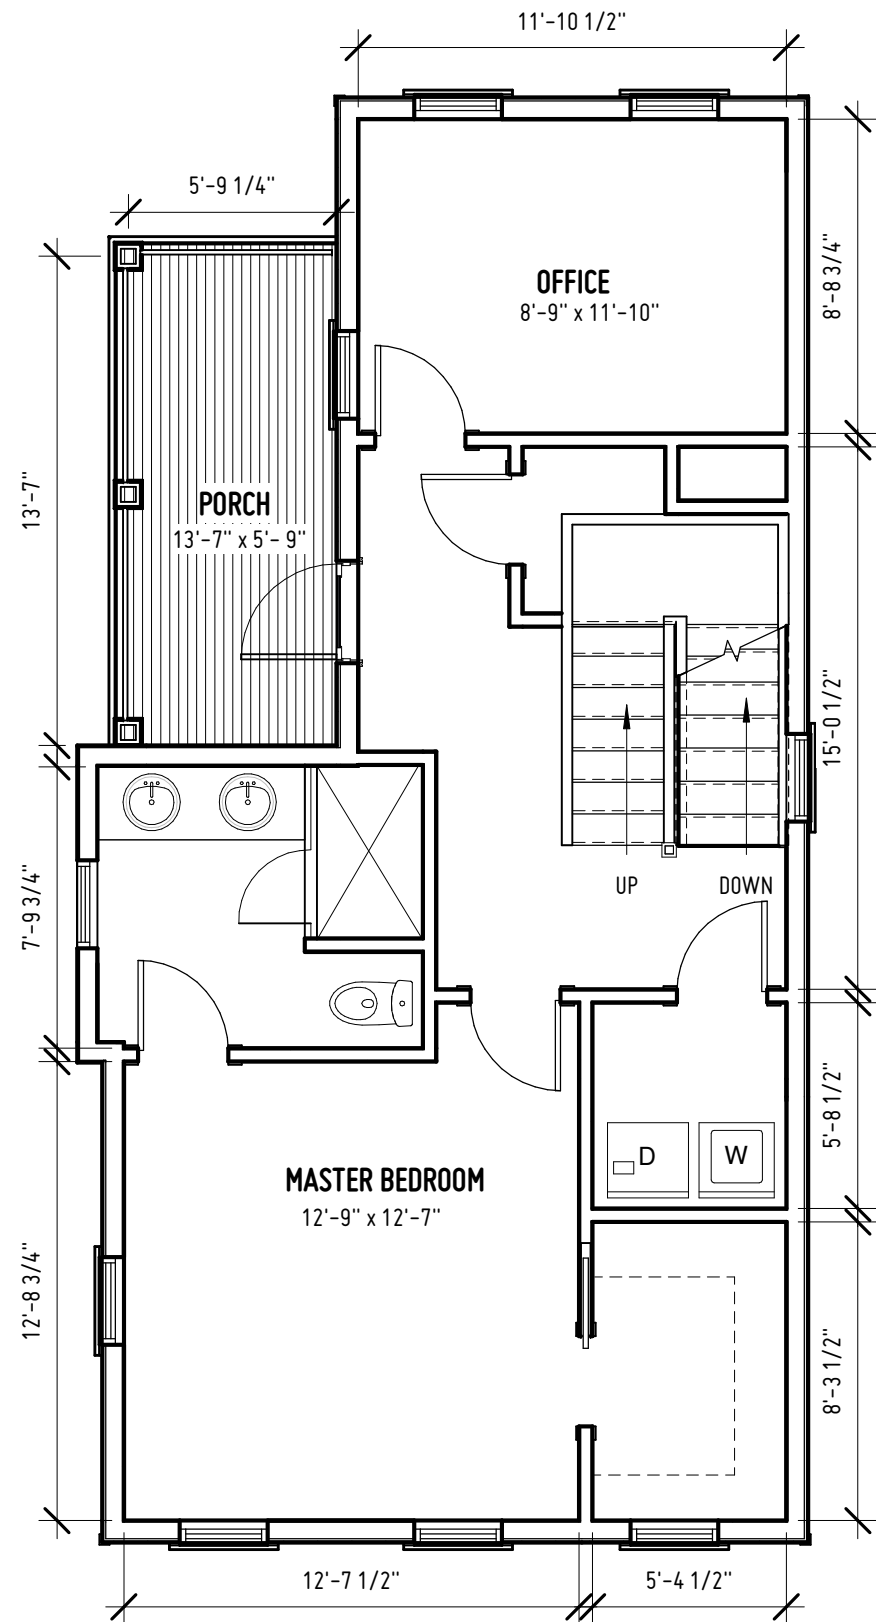 11'-10 1/2"
5'-9 1/4"
OFFICE
8'-9" x 11'-10"
8'-8 3/4"
13'-7"
PORCH
13'-7" x 5'- 9"
15'-0 1/2"
UP
DOWN
7'-9 3/4"
5'-8 1/2"
D
W
MASTER BEDROOM
12'-9" x 12'-7"
12'-8 3/4"
8'-3 1/2"
12'-7 1/2"
5'-4 1/2"